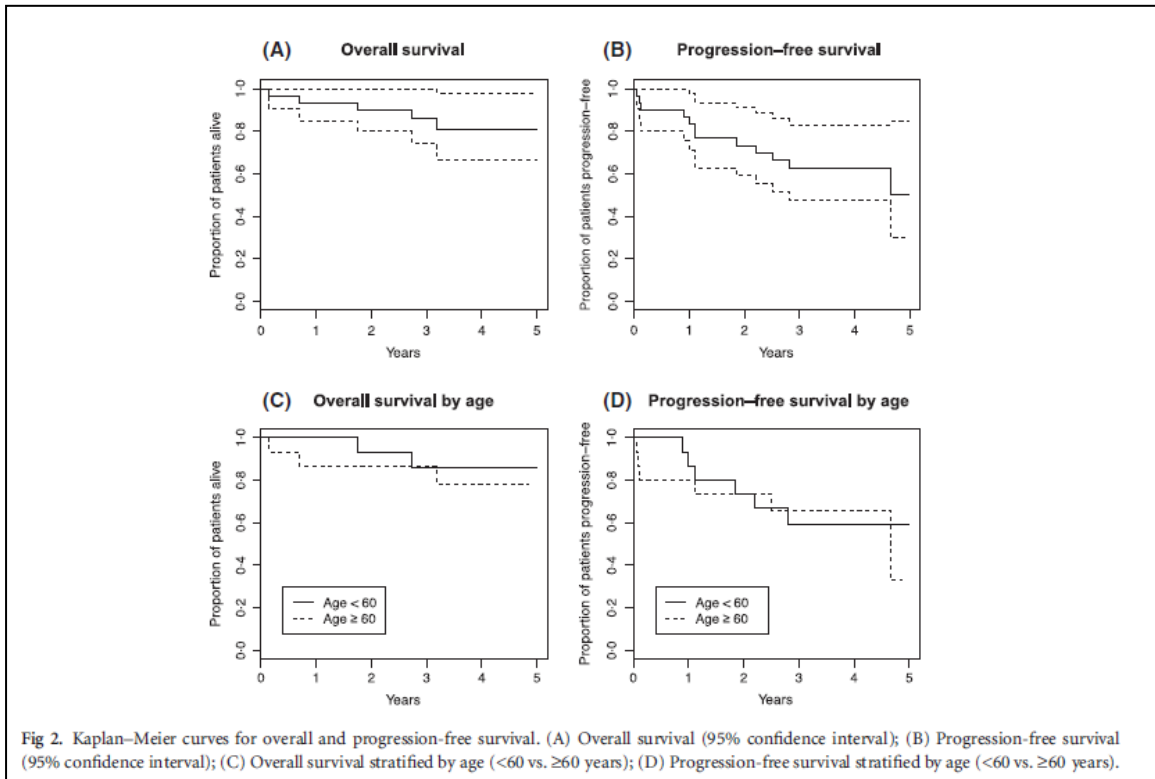 (A) Overall survival
Proportion of patients alive
1·0
0·8
0·6
0·4
0·2
0·0
0 1 2 3 4 5
Years
(B) Progression–free survival
Proportion of patients progression–free
1·0
0·8
0·6
0·4
0·2
0·0
0 1 2 3 4 5
Years
(C) Overall survival by age
Proportion of patients alive
1·0
0·8
0·6
0·4
0·2
0·0
Age < 60
Age ≥ 60
0 1 2 3 4 5
Years
(D) Progression–free survival by age
Proportion of patients progression–free
1·0
0·8
0·6
0·4
0·2
0·0
Age < 60
Age ≥ 60
0 1 2 3 4 5
Years
Fig 2. Kaplan–Meier curves for overall and progression-free survival. (A) Overall survival (95% confidence interval); (B) Progression-free survival
(95% confidence interval); (C) Overall survival stratified by age (<60 vs. ≥60 years); (D) Progression-free survival stratified by age (<60 vs. ≥60 years).